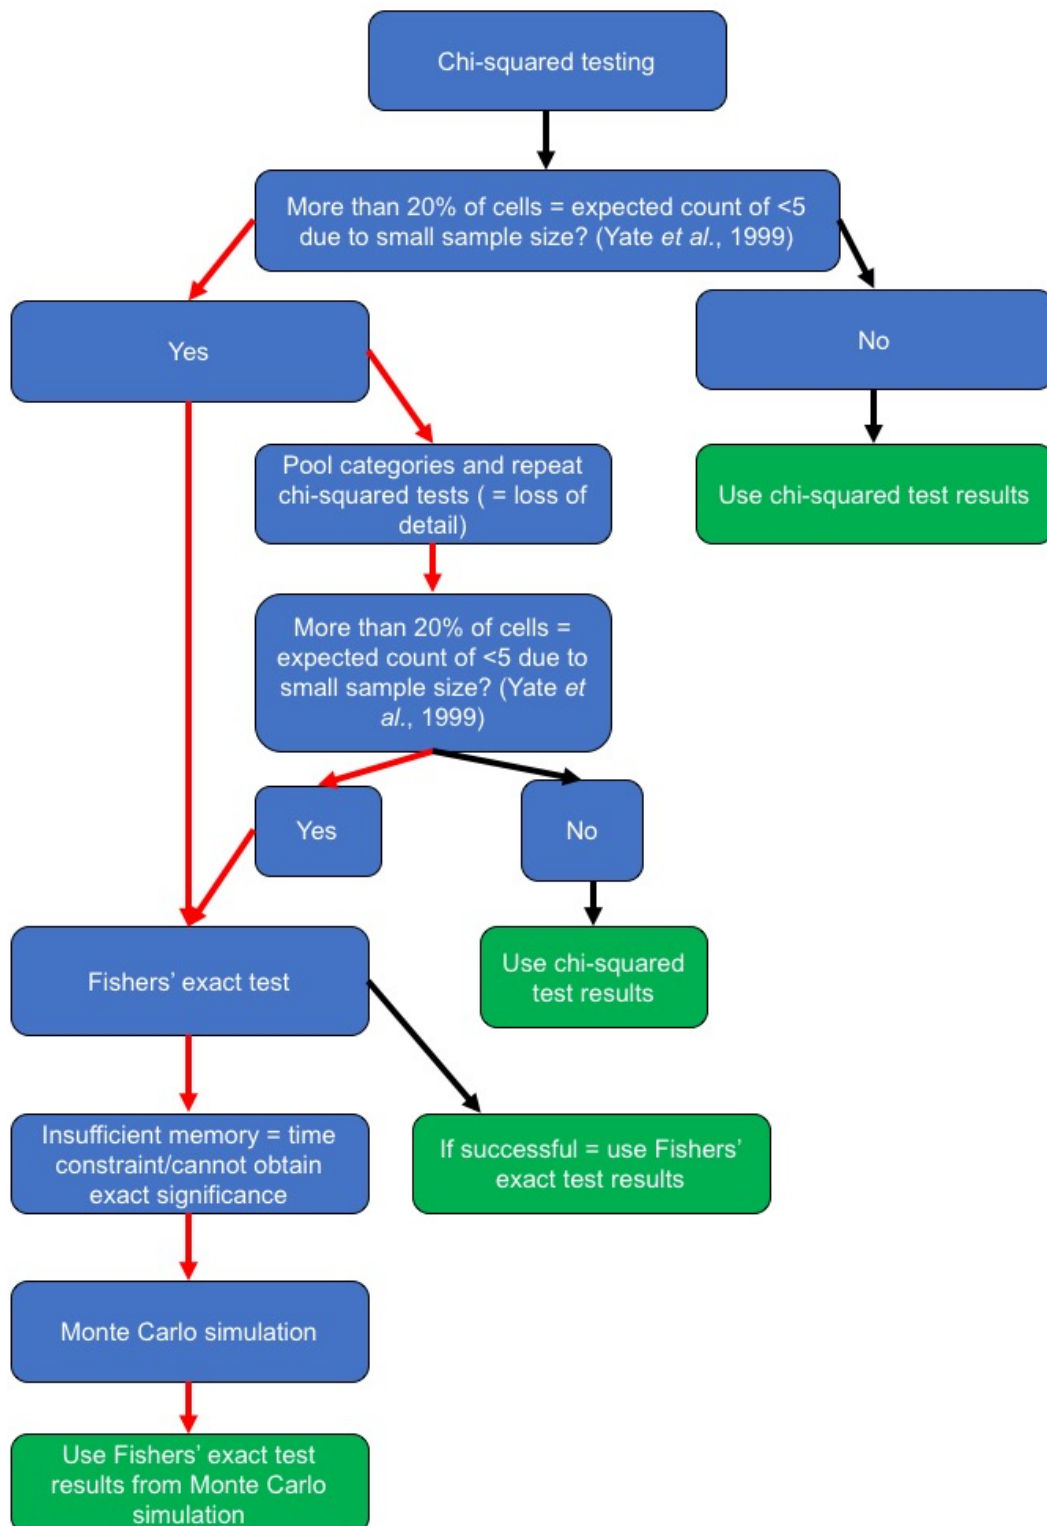 Chi-squared testing
More than 20% of cells = expected count of <5
due to small sample size? (Yate et al., 1999)
Yes
No
Pool categories and repeat
chi-squared tests ( = loss of
detail)
Use chi-squared test results
More than 20% of cells =
expected count of <5 due to
small sample size? (Yate et
al., 1999)
Yes
No
Fishers’ exact test
Use chi-squared
test results
Insufficient memory = time
constraint/cannot obtain
exact significance
If successful = use Fishers’
exact test results
Monte Carlo simulation
Use Fishers’ exact test
results from Monte Carlo
simulation